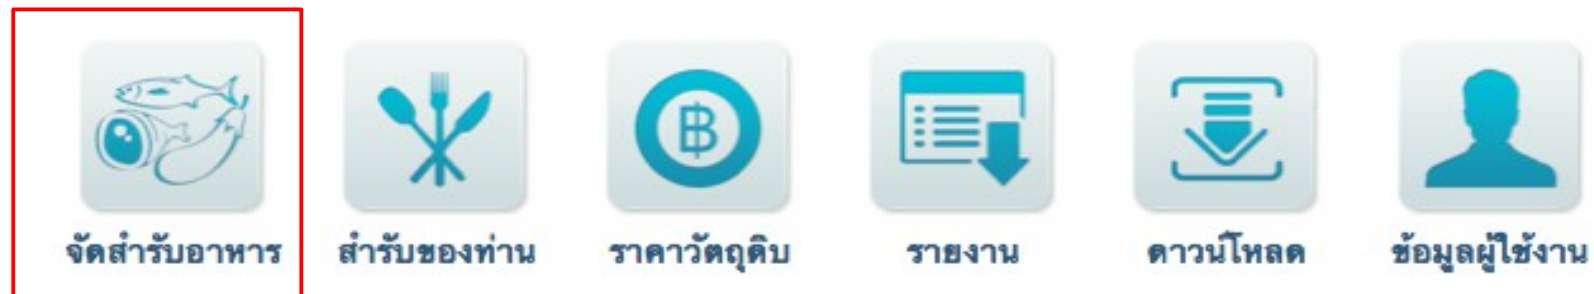 จัดสำรับอาหาร
สำรับของท่าน
ราคาวัตถุดิบ
รายงาน
ดาวน์โหลด
ข้อมูลผู้ใช้งาน